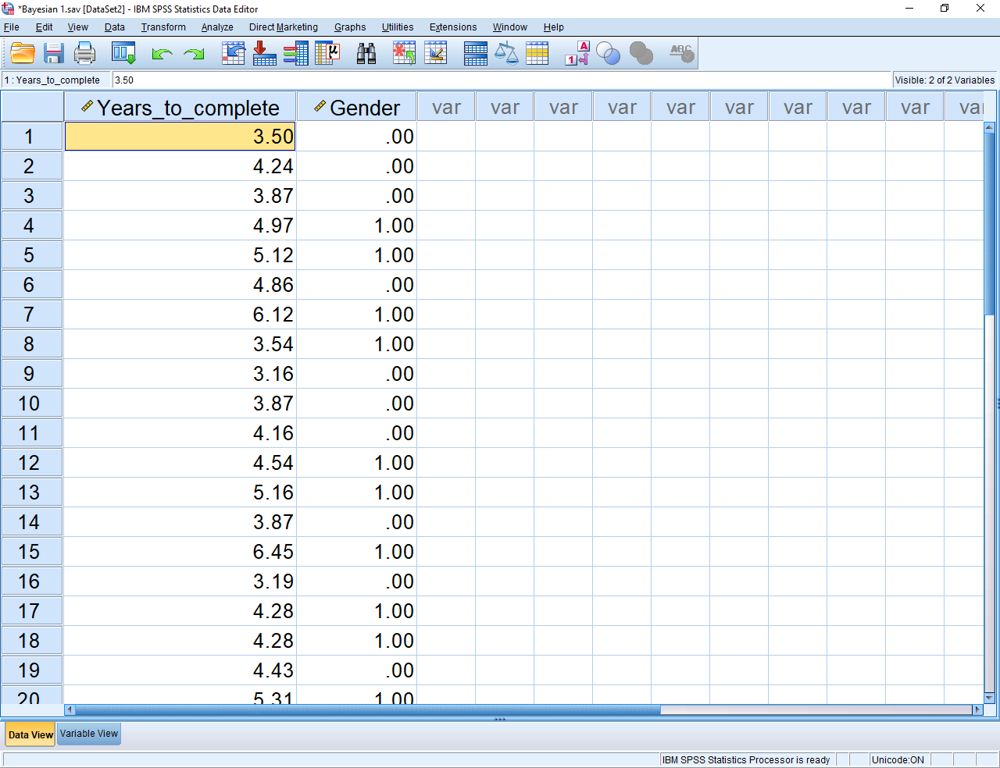 *Bayesian 1.sav [DataSet2] - IBM SPSS Statistics Data Editor
File Edit View Data Transform Analyze Direct Marketing Graphs Utilities Extensions Window Help
1 : Years_to_complete 3.50 Visible: 2 of 2 Variables
Years_to_complete Gender var var var var var var var var var var
1 3.50 .00
2 4.24 .00
3 3.87 .00
4 4.97 1.00
5 5.12 1.00
6 4.86 .00
7 6.12 1.00
8 3.54 1.00
9 3.16 .00
10 3.87 .00
11 4.16 .00
12 4.54 1.00
13 5.16 1.00
14 3.87 .00
15 6.45 1.00
16 3.19 .00
17 4.28 1.00
18 4.28 1.00
19 4.43 .00
20 5.31 1.00
Data View Variable View
IBM SPSS Statistics Processor is ready Unicode:ON